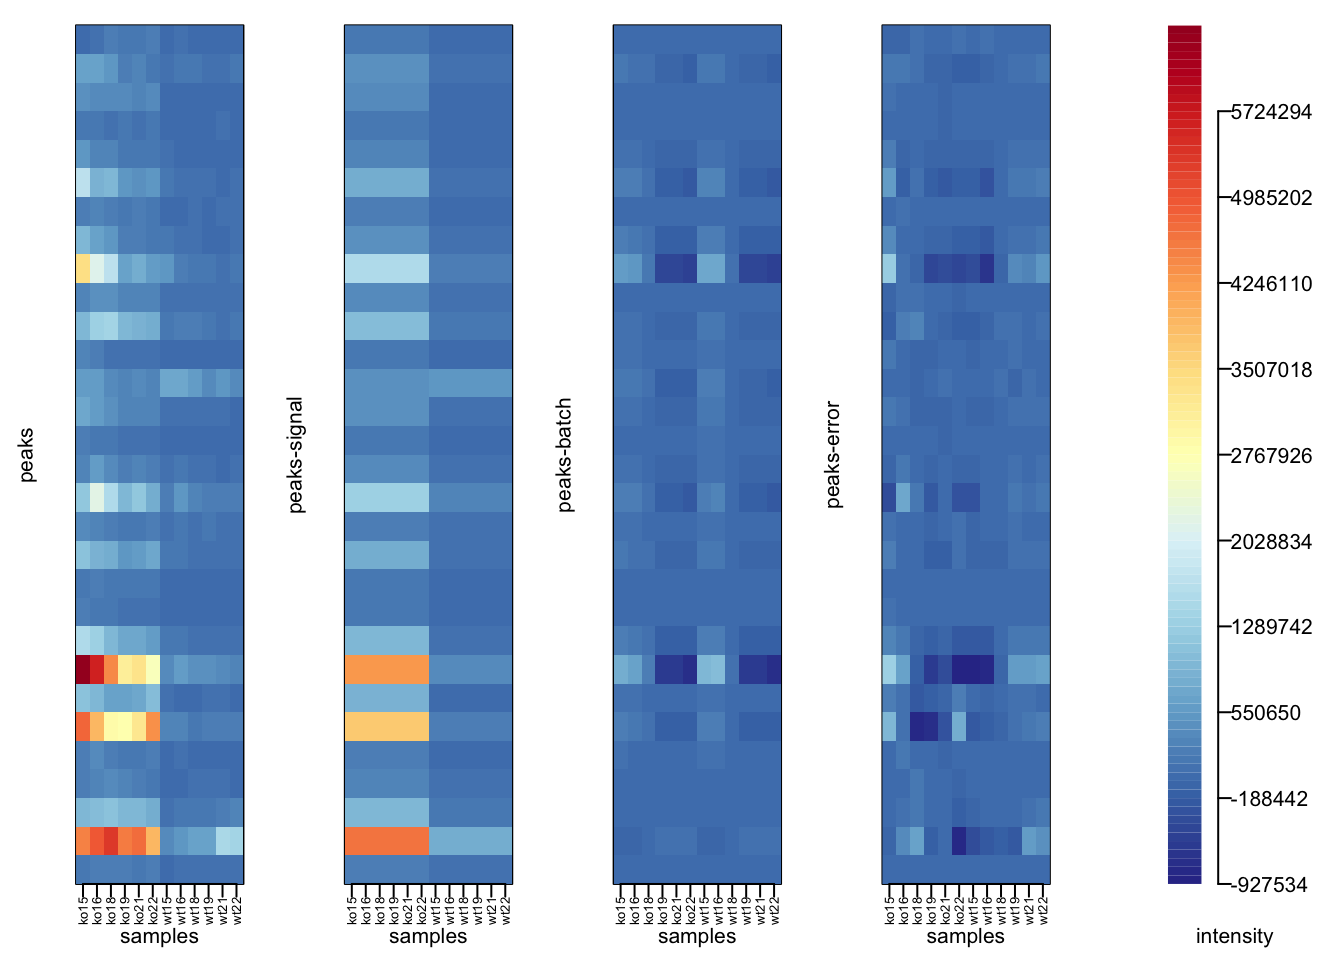 peaks
ko15
ko16
ko18
ko19
ko21
ko22
wt15
wt16
wt18
wt19
wt21
wt22
samples
peaks-signal
ko15
ko16
ko18
ko19
ko21
ko22
wt15
wt16
wt18
wt19
wt21
wt22
samples
peaks-batch
ko15
ko16
ko18
ko19
ko21
ko22
wt15
wt16
wt18
wt19
wt21
wt22
samples
peaks-error
ko15
ko16
ko18
ko19
ko21
ko22
wt15
wt16
wt18
wt19
wt21
wt22
samples
5724294
4985202
4246110
3507018
2767926
2028834
1289742
550650
-188442
-927534
intensity